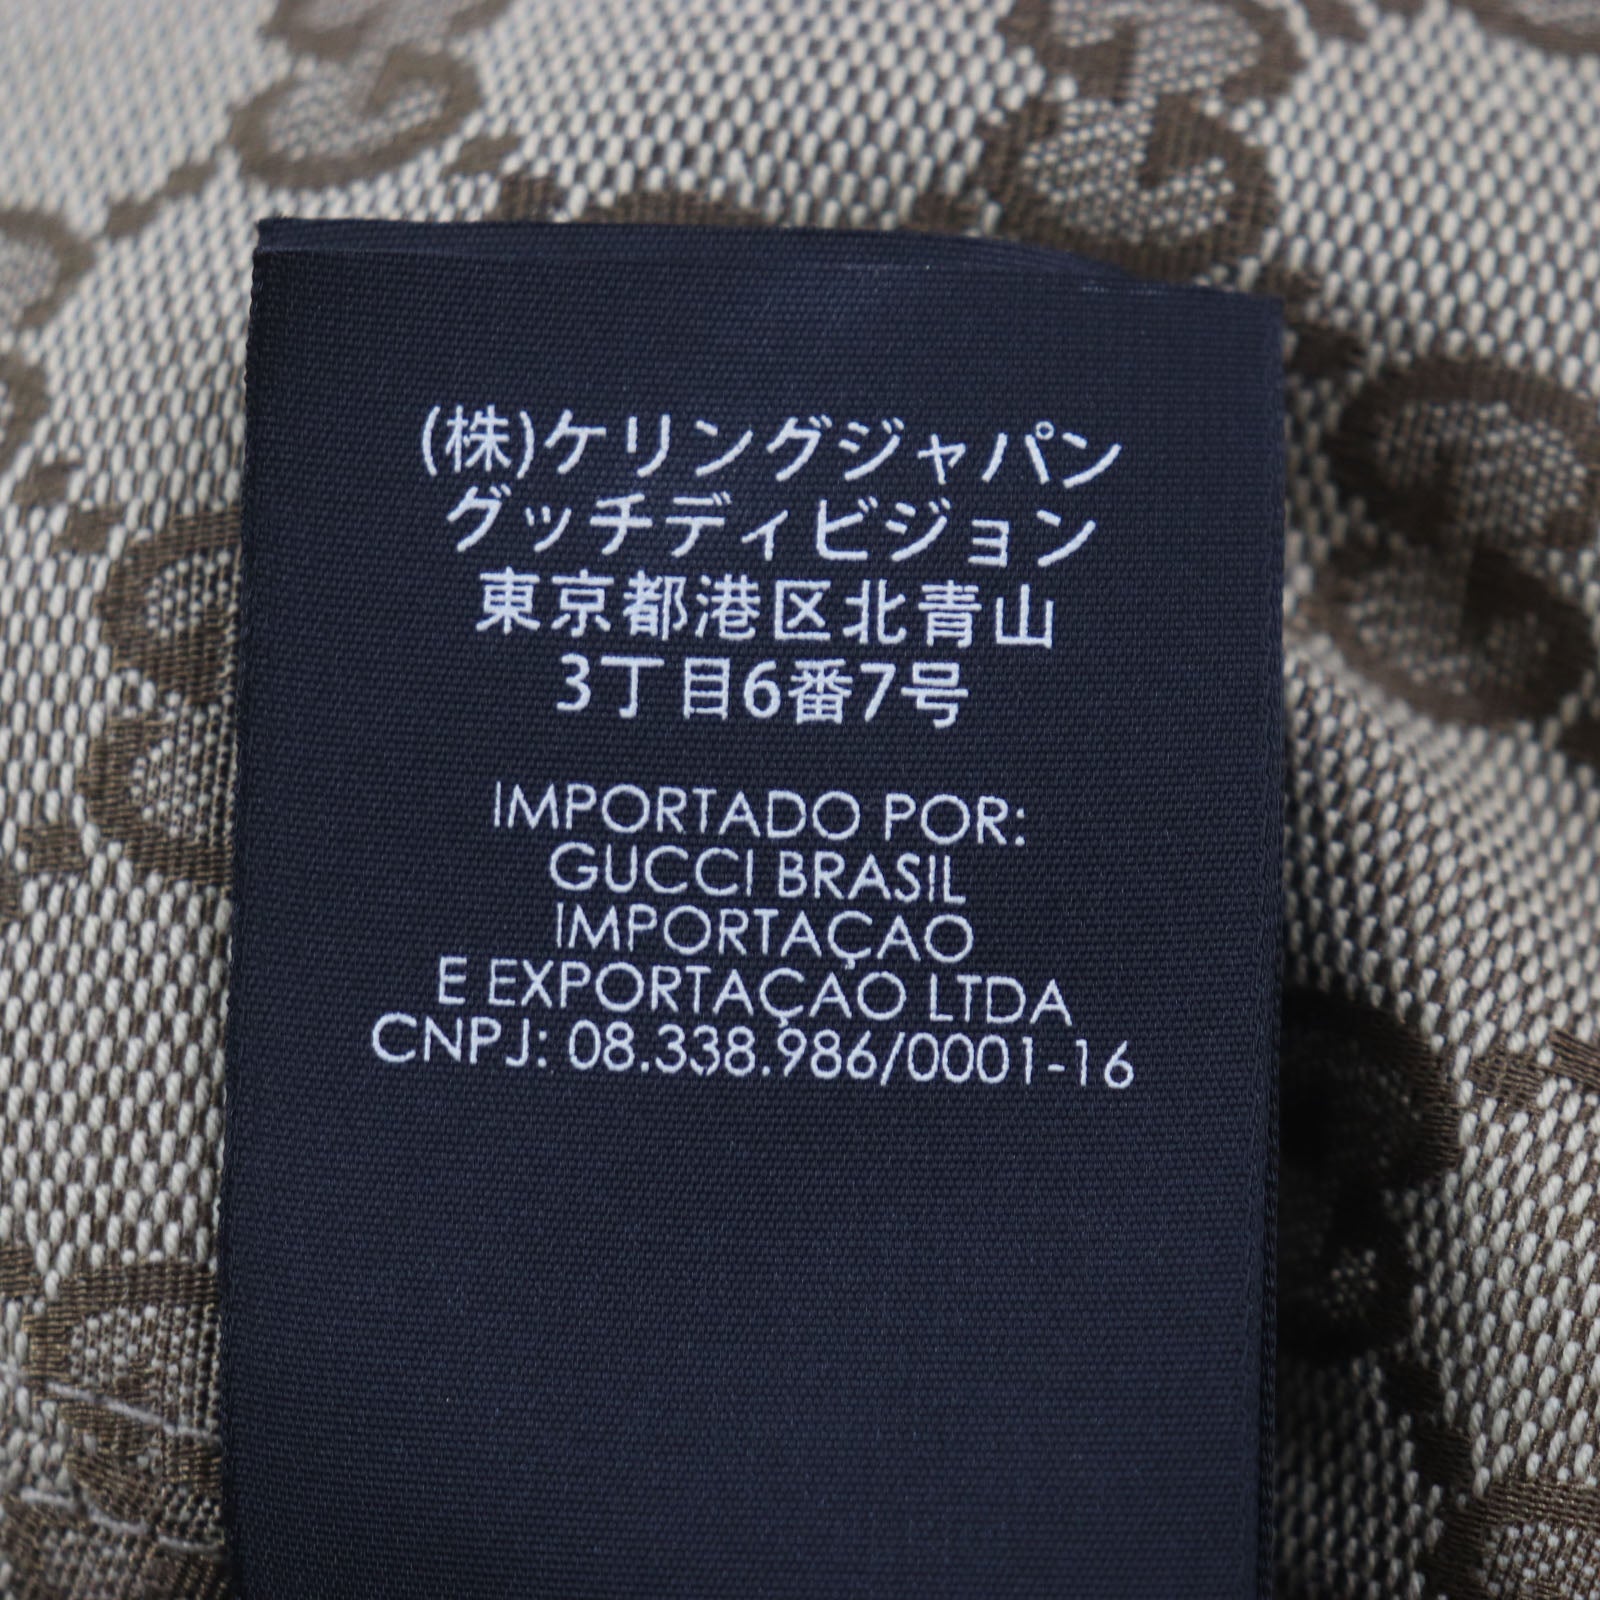 (株)ケリングジャパン
グッチディビジョン
東京都港区北青山
3丁目6番7号
IMPORTADO POR:
GUCCI BRASIL
IMPORTAÇAO
E EXPORTAÇAO LTDA
CNPJ: 08.338.986/0001-16